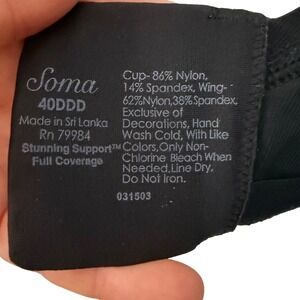 Soma
40DDD
Made in Sri Lanka
Rn 79984
Stunning Support™
Full Coverage
Cup- 86% Nylon,
14% Spandex, Wing-
62%Nylon,38%Spandex,
Exclusive of
Decorations, Hand
Wash Cold, With Like
Colors,Only Non-
Chlorine Bleach When
Needed,Line Dry,
Do Not Iron.
031503